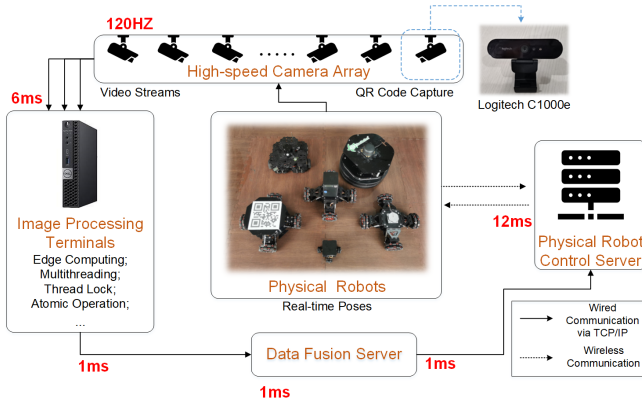 120HZ
High-speed Camera Array
Logitech C1000e
6ms
Video Streams
QR Code Capture
Image Processing
Terminals
Edge Computing;
Multithreading;
Thread Lock;
Atomic Operation;
...
Physical Robots
Real-time Poses
12ms
Physical Robot
Control Server
Wired
Communication
via TCP/IP
Wireless
Communication
1ms
Data Fusion Server
1ms
1ms